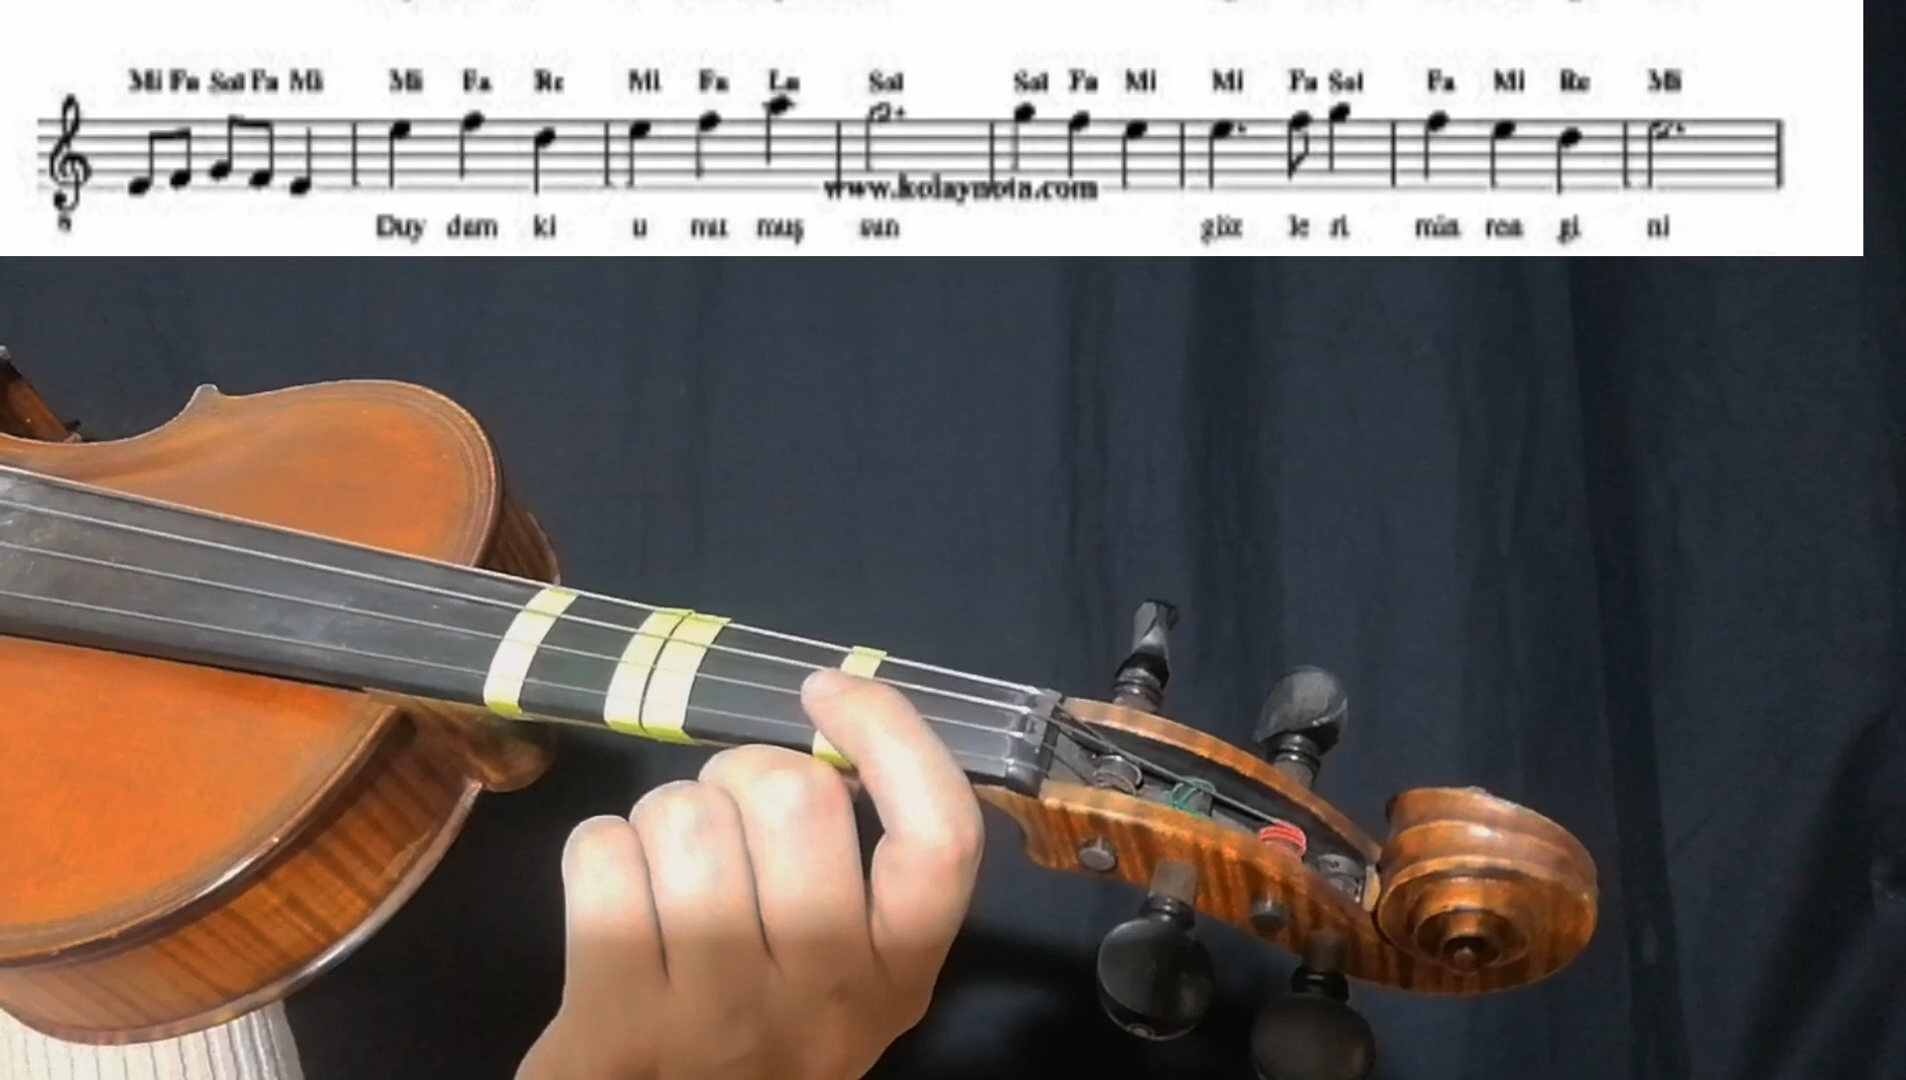 Mi Fa Sol Fa Mi Mi Fa Re Mi Fa La Sol Sol Fa Mi Mi Fa Sol Fa Mi Re Mi
www.kolaynota.com
Duy dum ki u nut muş sun göz le ri min ren gi ni